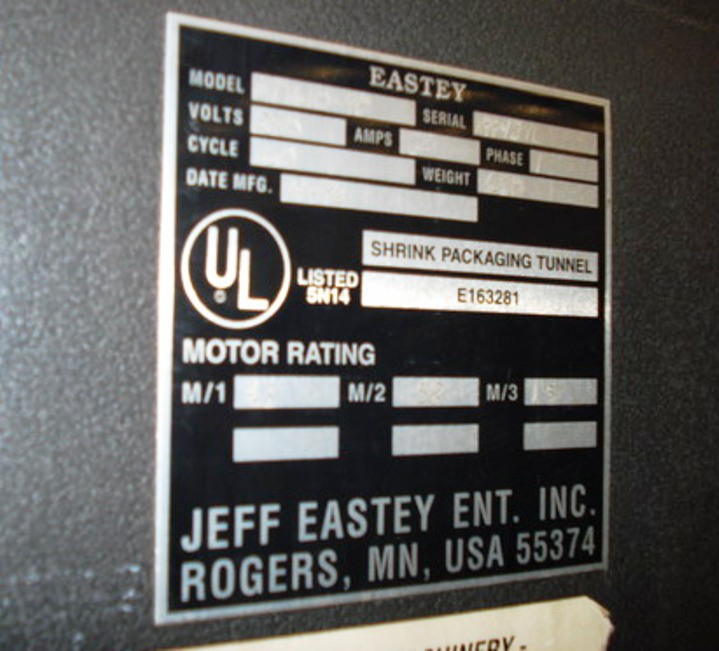 EASTEY
MODEL SERIAL
VOLTS AMPS PHASE
CYCLE WEIGHT
DATE MFG.
UL
®
LISTED
5N14
SHRINK PACKAGING TUNNEL
E163281
MOTOR RATING
M/1 M/2 M/3
JEFF EASTEY ENT. INC.
ROGERS, MN, USA 55374